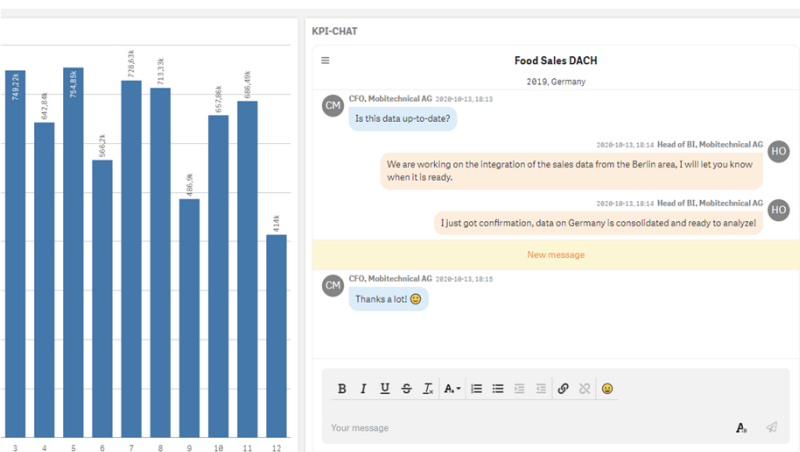 749,22k
642,84k
754,85k
566,2k
728,63k
713,33k
486,9k
657,86k
686,49k
414k
3 4 5 6 7 8 9 10 11 12
KPI-CHAT
Food Sales DACH
2019, Germany
CM
CFO, Mobitechnical AG 2020-10-13, 18:13
Is this data up-to-date?
2020-10-13, 18:14 Head of BI, Mobitechnical AG
HO
We are working on the integration of the sales data from the Berlin area, I will let you know
when it is ready.
2020-10-13, 18:14 Head of BI, Mobitechnical AG
HO
I just got confirmation, data on Germany is consolidated and ready to analyze!
New message
CM
CFO, Mobitechnical AG 2020-10-13, 18:15
Thanks a lot! 😉
B I U S Tx A
Your message